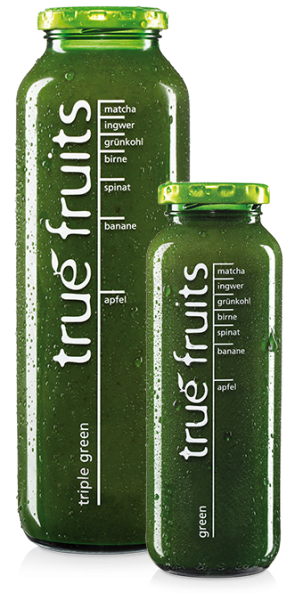 true fruits
matcha
ingwer
grünkohl
birne
spinat
banane
apfel
triple green
true fruits
matcha
ingwer
grünkohl
birne
spinat
banane
apfel
green